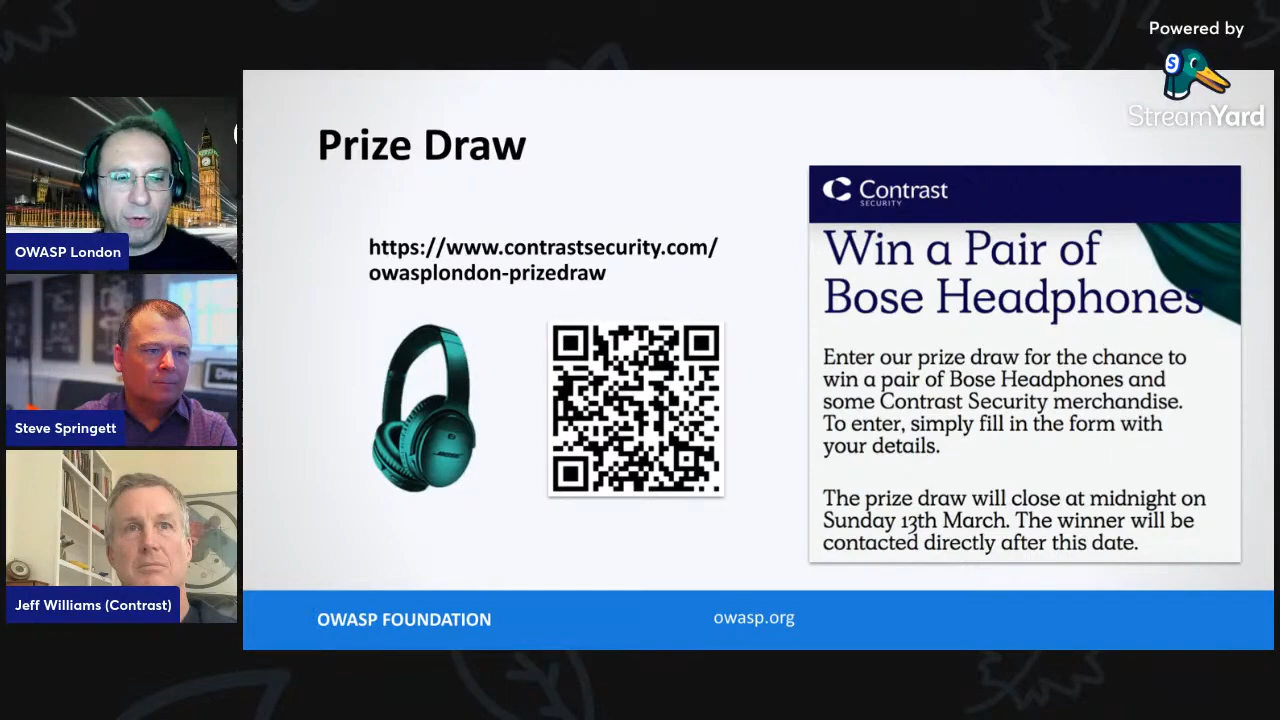 Powered by
StreamYard
Prize Draw
https://www.contrastsecurity.com/
owasplondon-prizedraw
Contrast
SECURITY
Win a Pair of
Bose Headphones
Enter our prize draw for the chance to
win a pair of Bose Headphones and
some Contrast Security merchandise.
To enter, simply fill in the form with
your details.
The prize draw will close at midnight on
Sunday 13th March. The winner will be
contacted directly after this date.
OWASP London
Steve Springett
Jeff Williams (Contrast)
OWASP FOUNDATION
owasp.org